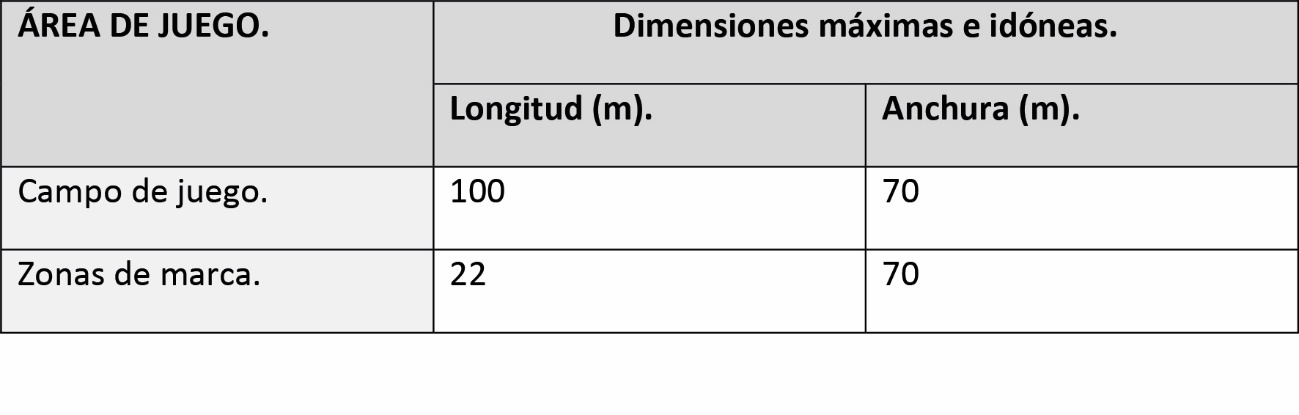 ÁREA DE JUEGO.
Dimensiones máximas e idóneas.
Longitud (m).
Anchura (m).
Campo de juego.
100
70
Zonas de marca.
22
70